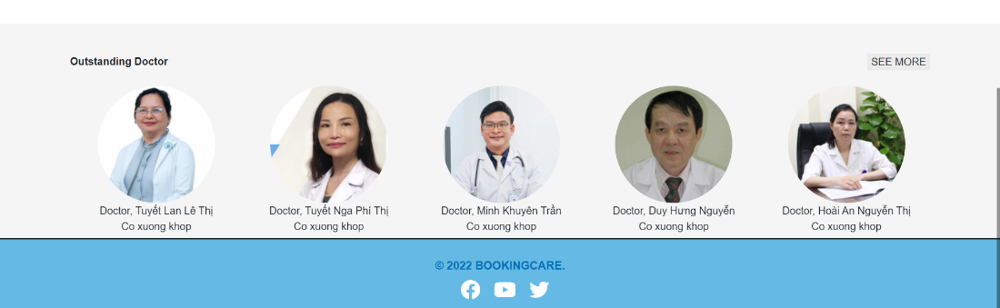 Outstanding Doctor
SEE MORE
Doctor, Tuyết Lan Lê Thị
Co xuong khop
Doctor, Tuyết Nga Phí Thị
Co xuong khop
Doctor, Minh Khuyên Trần
Co xuong khop
Doctor, Duy Hưng Nguyễn
Co xuong khop
Doctor, Hoài An Nguyễn Thị
Co xuong khop
© 2022 BOOKINGCARE.